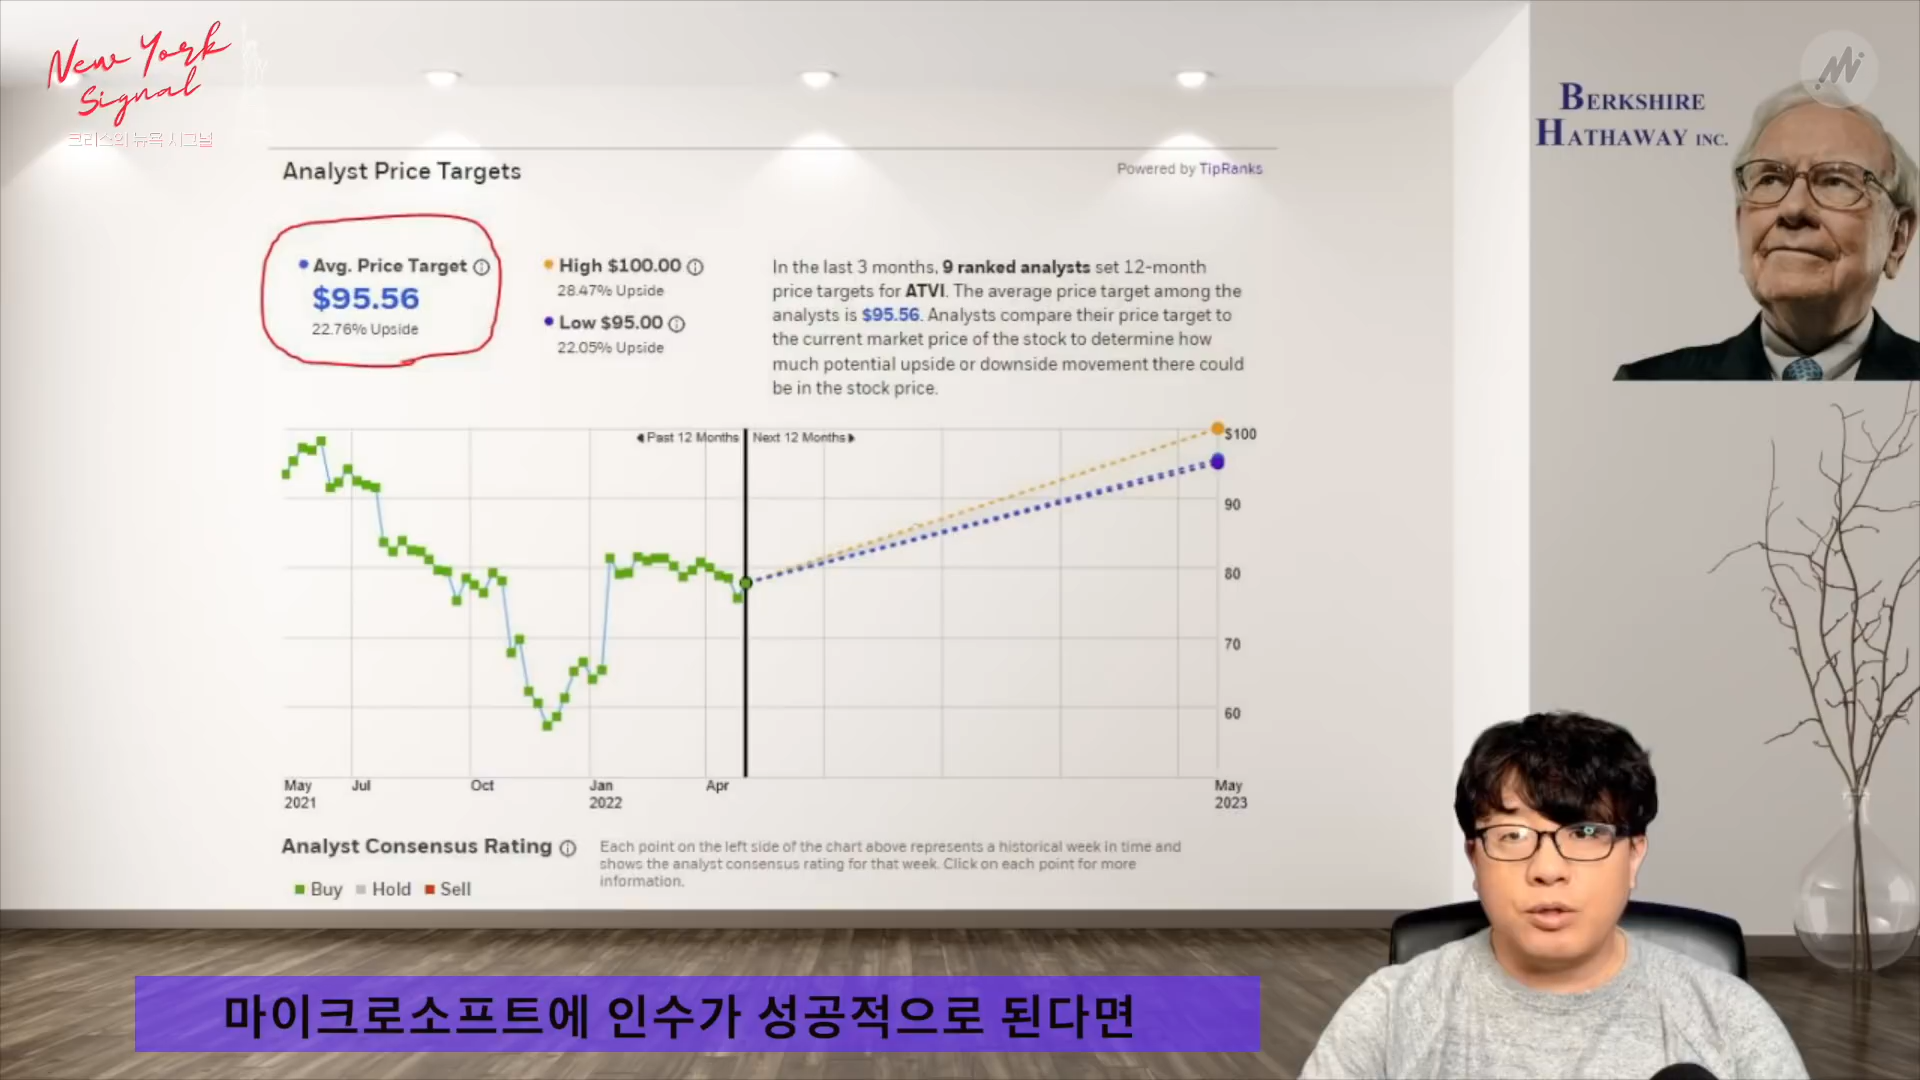 New York
Signal
크리스의 뉴욕 시그널
BERKSHIRE
HATHAWAY INC.
Analyst Price Targets
Powered by TipRanks
Avg. Price Target
$95.56
22.76% Upside
High $100.00
28.47% Upside
Low $95.00
22.05% Upside
In the last 3 months, 9 ranked analysts set 12-month
price targets for ATVI. The average price target among the
analysts is $95.56. Analysts compare their price target to
the current market price of the stock to determine how
much potential upside or downside movement there could
be in the stock price.
Past 12 Months
Next 12 Months
$100
90
80
70
60
May Jul Oct Jan Apr May
2021 2022 2023
Analyst Consensus Rating
Each point on the left side of the chart above represents a historical week in time and
shows the analyst consensus rating for that week. Click on each point for more
information.
Buy Hold Sell
마이크로소프트에 인수가 성공적으로 된다면